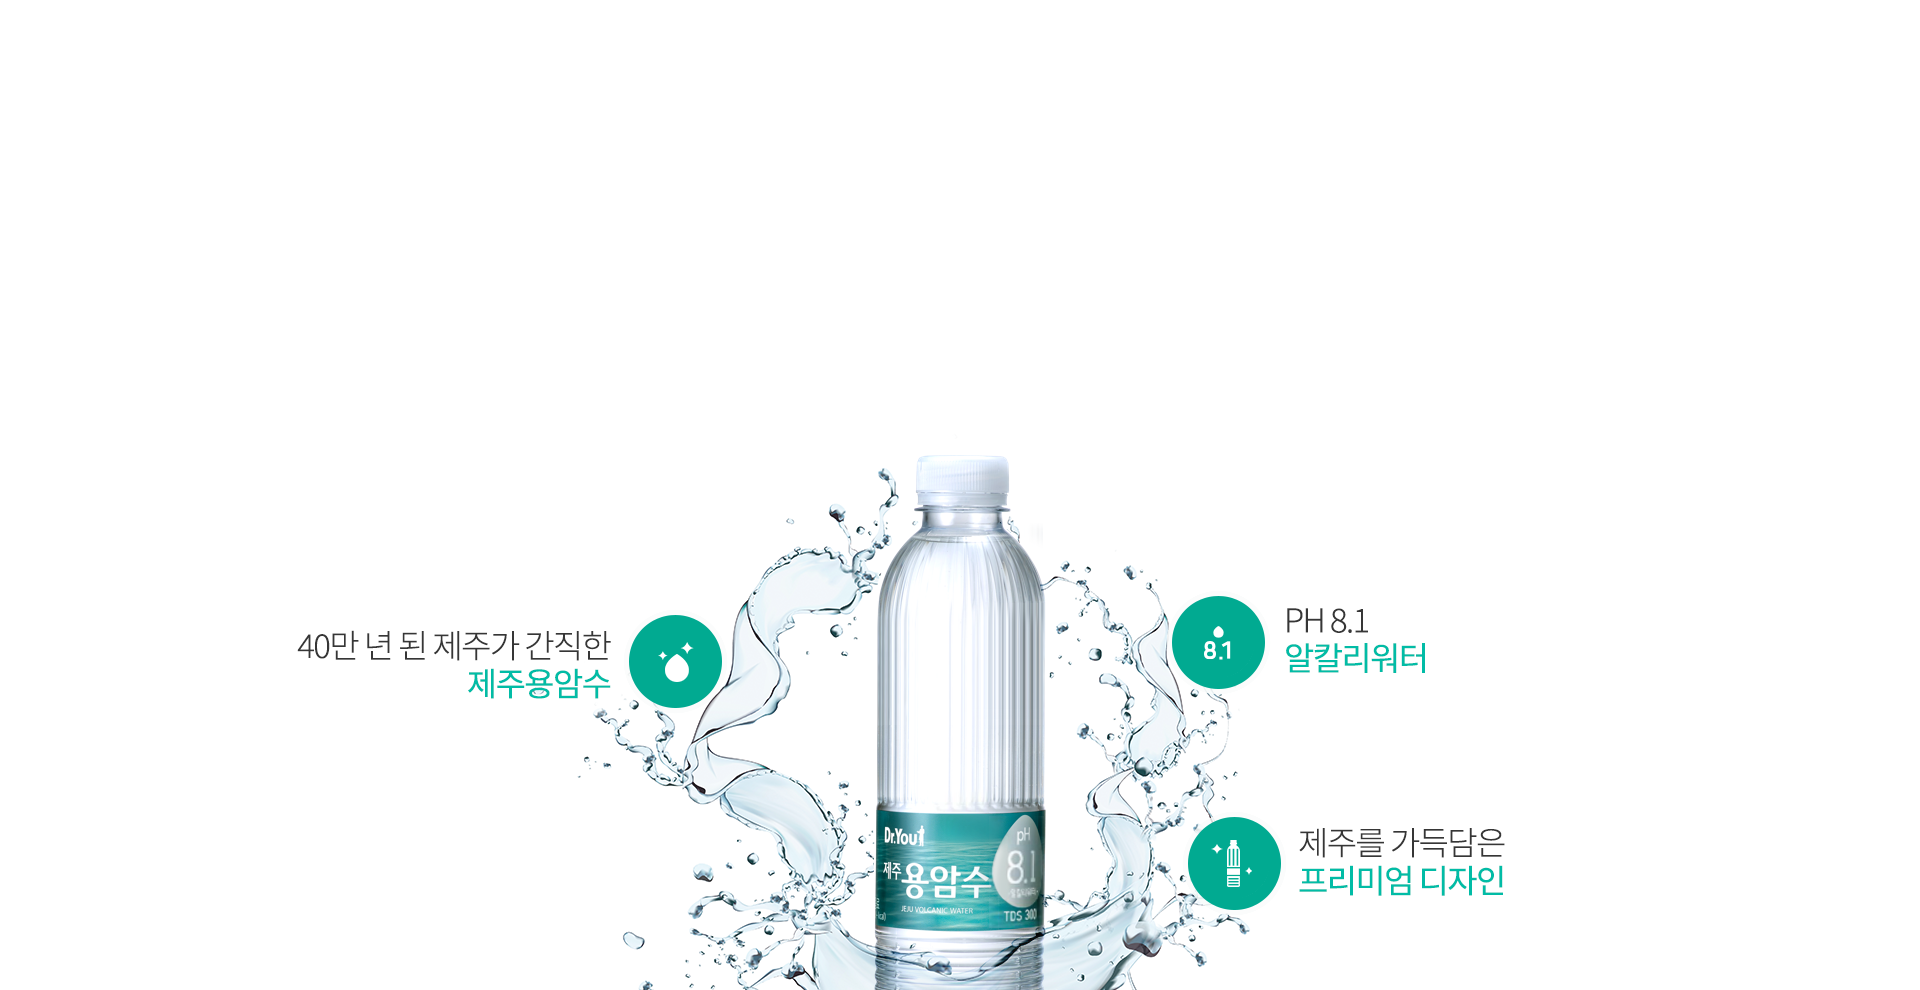 40만 년 된 제주가 간직한
제주용암수
PH 8.1
알칼리워터
8.1
제주를 가득담은
프리미엄 디자인
Dr.You
pH
8.1
제주 용암수
JEJU VOLCANIC WATER
TDS 300